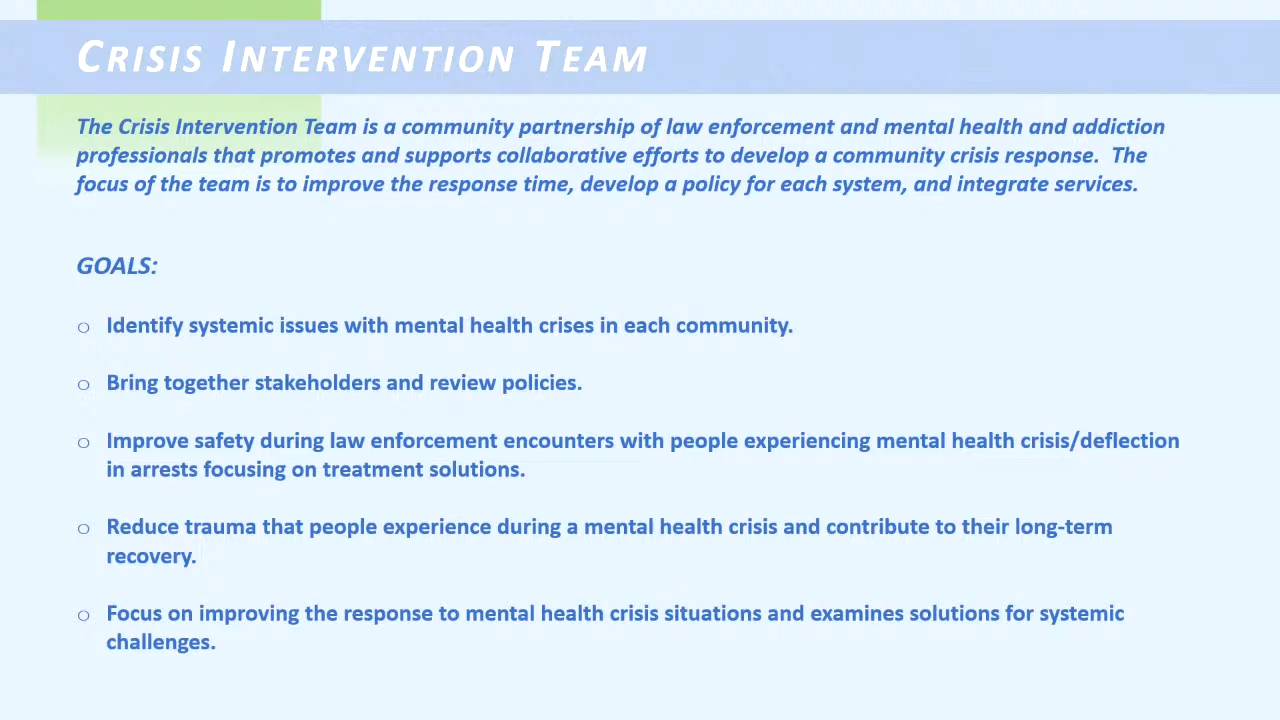 CRISIS INTERVENTION TEAM
The Crisis Intervention Team is a community partnership of law enforcement and mental health and addiction
professionals that promotes and supports collaborative efforts to develop a community crisis response.  The
focus of the team is to improve the response time, develop a policy for each system, and integrate services.
GOALS:
o Identify systemic issues with mental health crises in each community.
o Bring together stakeholders and review policies.
o Improve safety during law enforcement encounters with people experiencing mental health crisis/deflection
in arrests focusing on treatment solutions.
o Reduce trauma that people experience during a mental health crisis and contribute to their long-term
recovery.
o Focus on improving the response to mental health crisis situations and examines solutions for systemic
challenges.